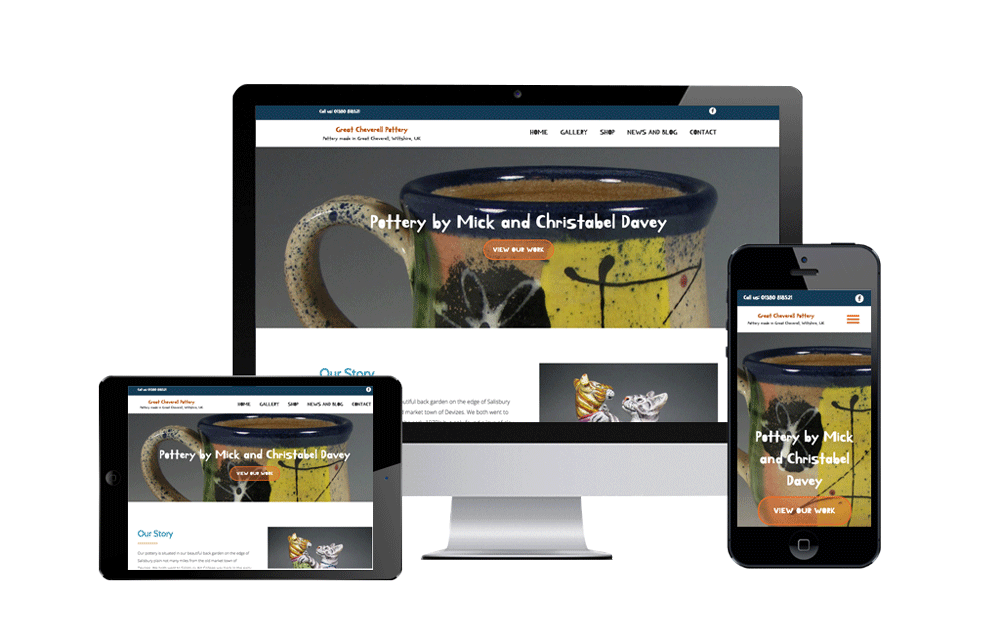 Call us: 01380 818521
Great Cheverell Pottery
Pottery made in Great Cheverell, Wiltshire, UK
HOME GALLERY SHOP NEWS AND BLOG CONTACT
Pottery by Mick and Christabel Davey
VIEW OUR WORK
Our Story
beautiful back garden on the edge of Salisbury
market town of Devizes. We both went to
Call us: 01380 818521
Great Cheverell Pottery
Pottery made in Great Cheverell, Wiltshire, UK
HOME GALLERY SHOP NEWS AND BLOG CONTACT
Pottery by Mick and Christabel Davey
VIEW OUR WORK
Our Story
Our pottery is situated in our beautiful back garden on the edge of
Salisbury plain not many miles from the old market town of
Call us: 01380 818521
Great Cheverell Pottery
Pottery made in Great Cheverell, Wiltshire, UK
Pottery by Mick
and Christabel
Davey
VIEW OUR WORK